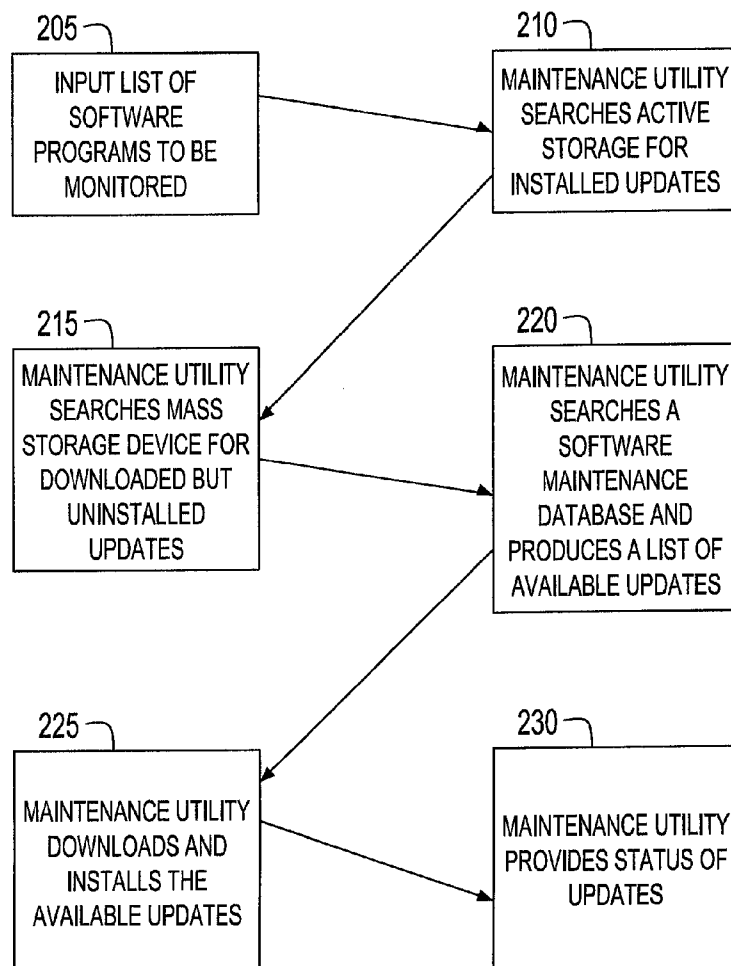 205
INPUT LIST OF
SOFTWARE
PROGRAMS TO BE
MONITORED
210
MAINTENANCE UTILITY
SEARCHES ACTIVE
STORAGE FOR
INSTALLED UPDATES
215
MAINTENANCE UTILITY
SEARCHES MASS
STORAGE DEVICE FOR
DOWNLOADED BUT
UNINSTALLED
UPDATES
220
MAINTENANCE UTILITY
SEARCHES A
SOFTWARE
MAINTENANCE
DATABASE AND
PRODUCES A LIST OF
AVAILABLE UPDATES
225
MAINTENANCE UTILITY
DOWNLOADS AND
INSTALLS THE
AVAILABLE UPDATES
230
MAINTENANCE UTILITY
PROVIDES STATUS OF
UPDATES